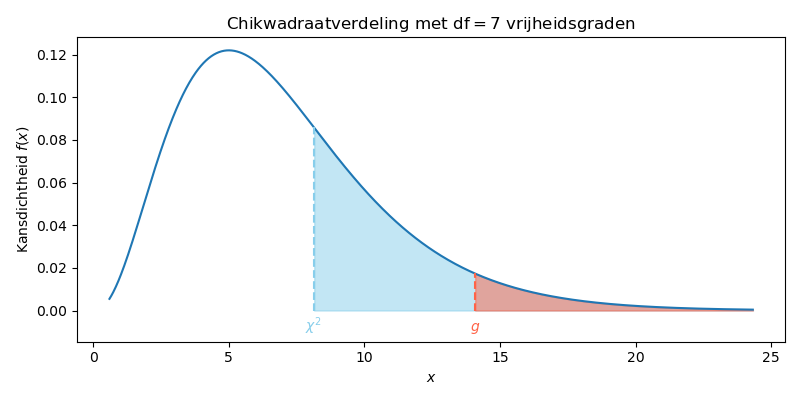 Chikwadraatverdeling met df = 7 vrijheidsgraden
Kansdichtheid f(x)
0.12
0.10
0.08
0.06
0.04
0.02
0.00
χ²
g
0
5
10
15
20
25
x